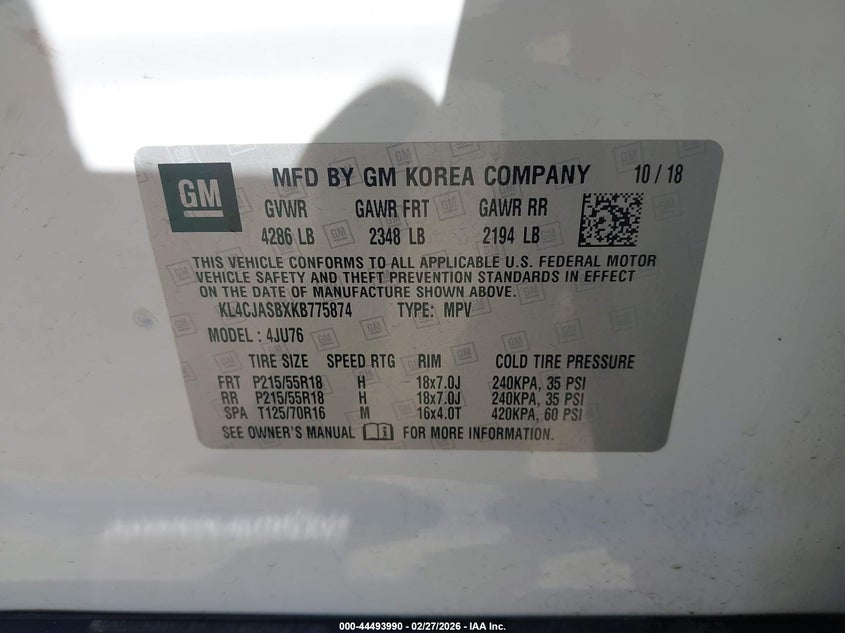 GM
MFD BY GM KOREA COMPANY 10 / 18
GVWR GAWR FRT GAWR RR
4286 LB 2348 LB 2194 LB
THIS VEHICLE CONFORMS TO ALL APPLICABLE U.S. FEDERAL MOTOR
VEHICLE SAFETY AND THEFT PREVENTION STANDARDS IN EFFECT
ON THE DATE OF MANUFACTURE SHOWN ABOVE.
KL4CJASBXKB775874 TYPE: MPV
MODEL : 4JU76
TIRE SIZE SPEED RTG RIM COLD TIRE PRESSURE
FRT P215/55R18 H 18x7.0J 240KPA, 35 PSI
RR P215/55R18 H 18x7.0J 240KPA, 35 PSI
SPA T125/70R16 M 16x4.0T 420KPA, 60 PSI
SEE OWNER'S MANUAL FOR MORE INFORMATION.
000-44493990 | 02/27/2026 - IAA Inc.